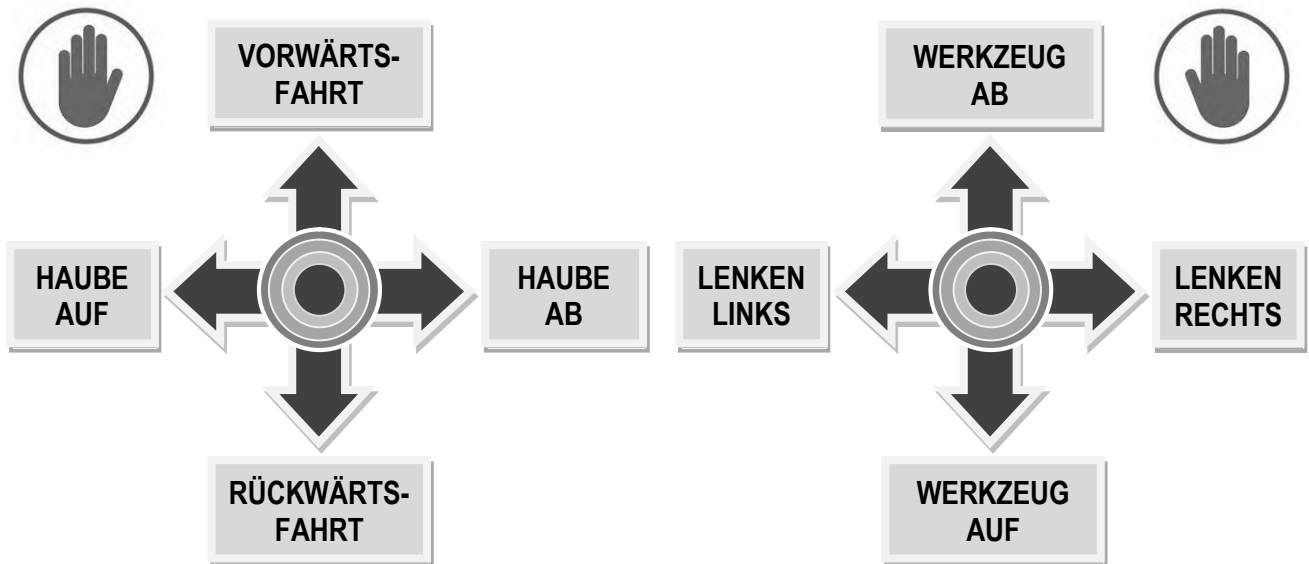 VORWÄRTS-
FAHRT
HAUBE
AUF
HAUBE
AB
RÜCKWÄRTS-
FAHRT
WERKZEUG
AB
LENKEN
LINKS
LENKEN
RECHTS
WERKZEUG
AUF